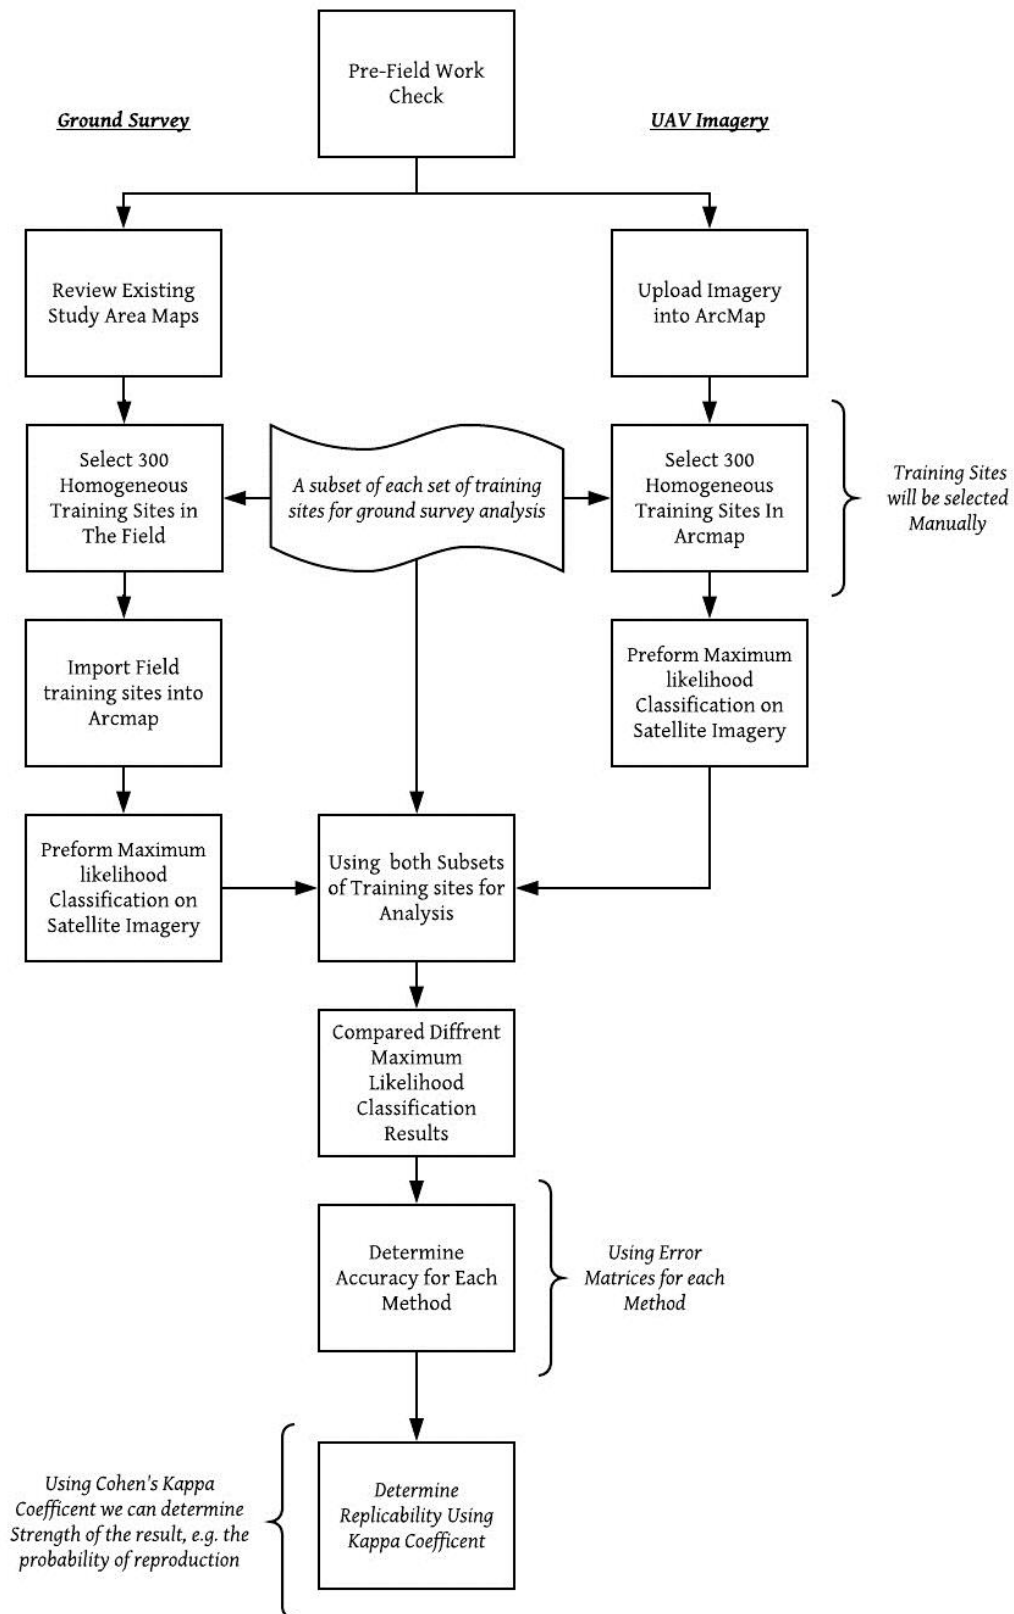 Pre-Field Work
Check
Ground Survey
UAV Imagery
Review Existing
Study Area Maps
Upload Imagery
into ArcMap
Select 300
Homogeneous
Training Sites in
The Field
A subset of each set of training
sites for ground survey analysis
Select 300
Homogeneous
Training Sites In
Arcmap
Training Sites
will be selected
Manually
Import Field
training sites into
Arcmap
Preform Maximum
likelihood
Classification on
Satellite Imagery
Preform Maximum
likelihood
Classification on
Satellite Imagery
Using both Subsets
of Training sites for
Analysis
Compared Diffrent
Maximum
Likelihood
Classification
Results
Determine
Accuracy for Each
Method
Using Error
Matrices for each
Method
Using Cohen's Kappa
Coefficent we can determine
Strength of the result, e.g. the
probability of reproduction
Determine
Replicability Using
Kappa Coefficent